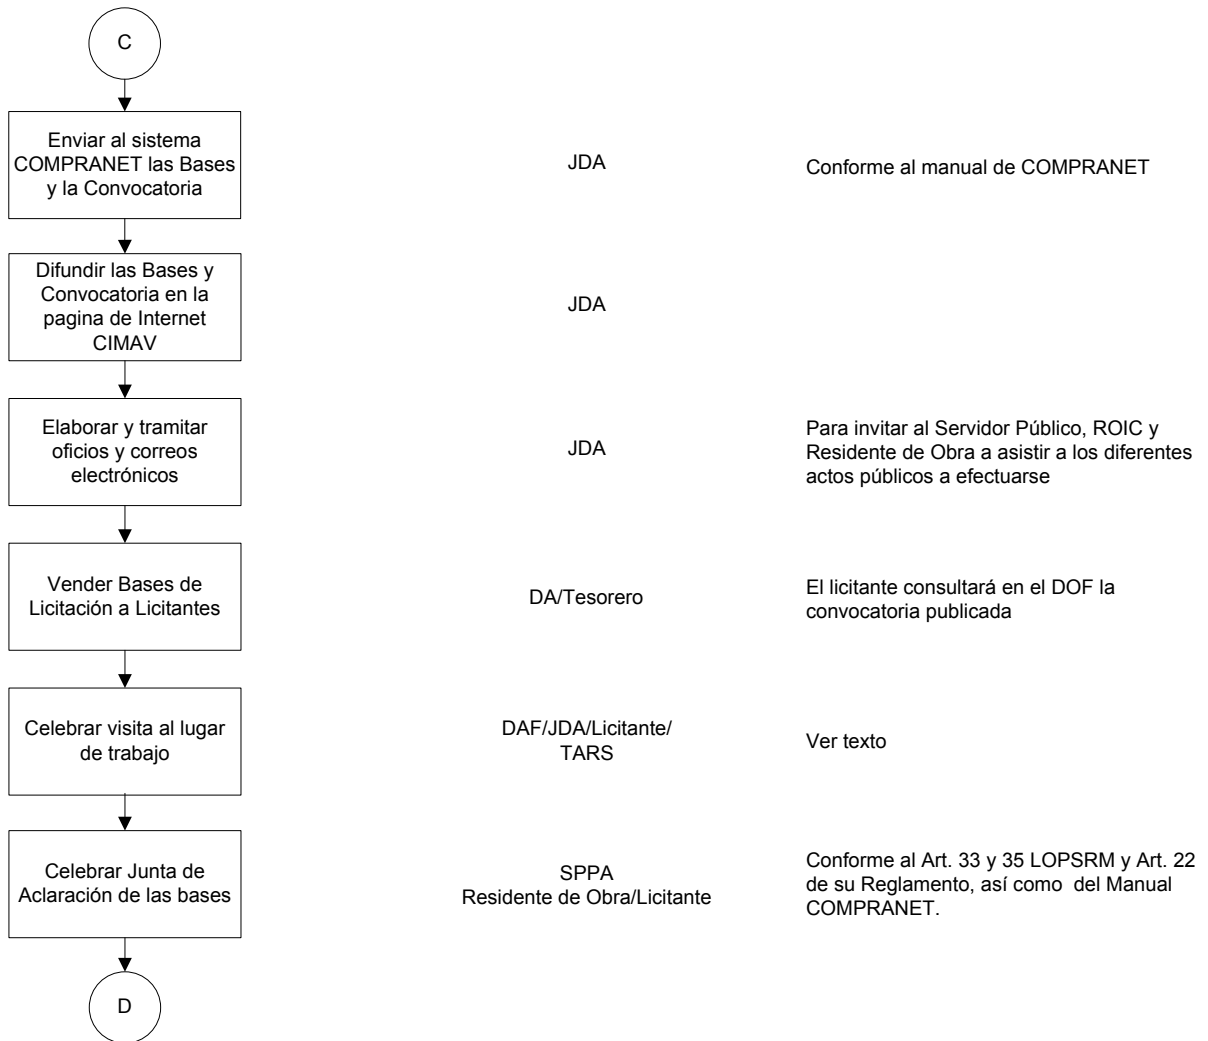 C
Enviar al sistema
COMPRANET las Bases
y la Convocatoria
JDA
Conforme al manual de COMPRANET
Difundir las Bases y
Convocatoria en la
pagina de Internet
CIMAV
JDA
Elaborar y tramitar
oficios y correos
electrónicos
JDA
Para invitar al Servidor Público, ROIC y
Residente de Obra a asistir a los diferentes
actos públicos a efectuarse
Vender Bases de
Licitación a Licitantes
DA/Tesorero
El licitante consultará en el DOF la
convocatoria publicada
Celebrar visita al lugar
de trabajo
DAF/JDA/Licitante/
TARS
Ver texto
Celebrar Junta de
Aclaración de las bases
SPPA
Residente de Obra/Licitante
Conforme al Art. 33 y 35 LOPSRM y Art. 22
de su Reglamento, así como del Manual
COMPRANET.
D